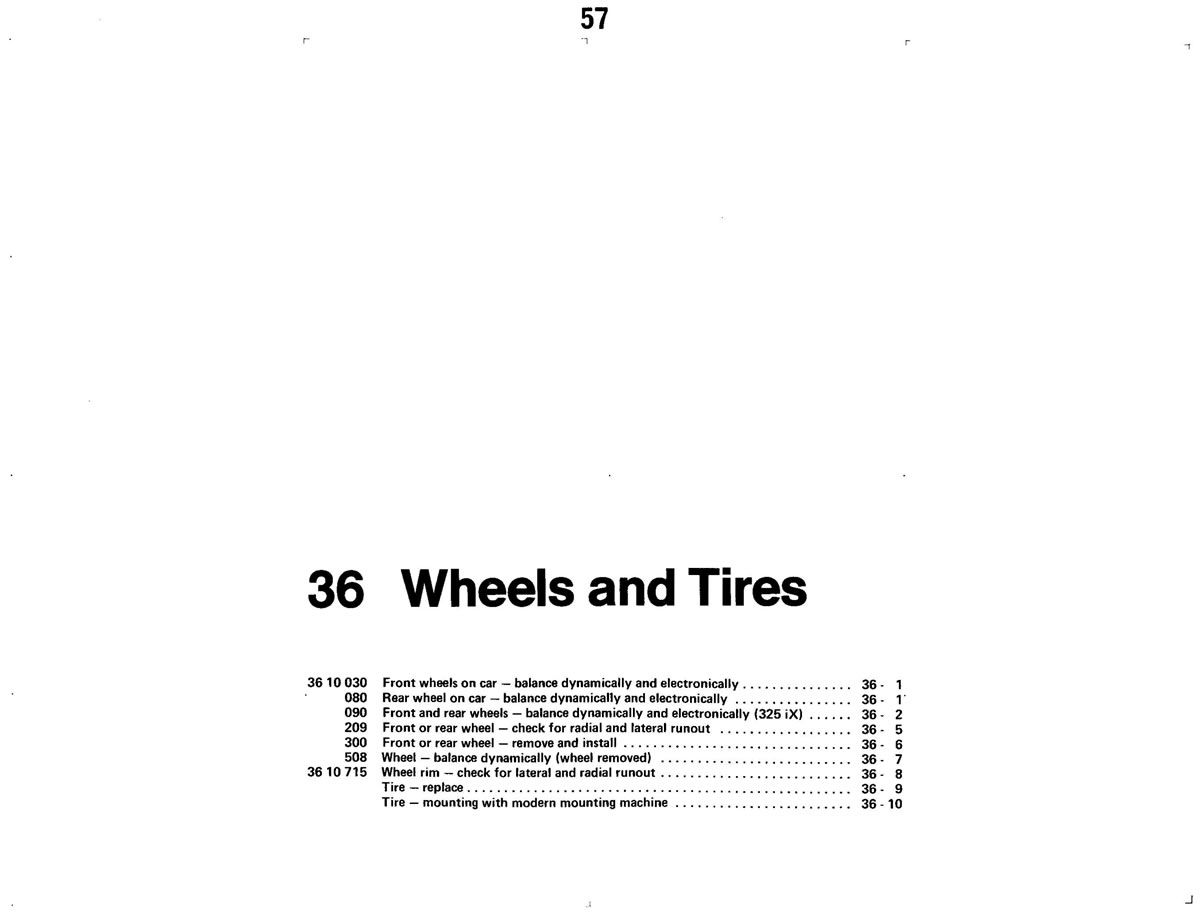 57
36 Wheels and Tires
36 10 030 Front wheels on car — balance dynamically and electronically ............... 36 - 1
080 Rear wheel on car — balance dynamically and electronically ................ 36 - 1
090 Front and rear wheels — balance dynamically and electronically (325 iX) ...... 36 - 2
209 Front or rear wheel — check for radial and lateral runout .................. 36 - 5
300 Front or rear wheel — remove and install ............................... 36 - 6
508 Wheel — balance dynamically (wheel removed) .......................... 36 - 7
36 10 715 Wheel rim — check for lateral and radial runout .......................... 36 - 8
Tire — replace .................................................... 36 - 9
Tire — mounting with modern mounting machine ........................ 36 - 10